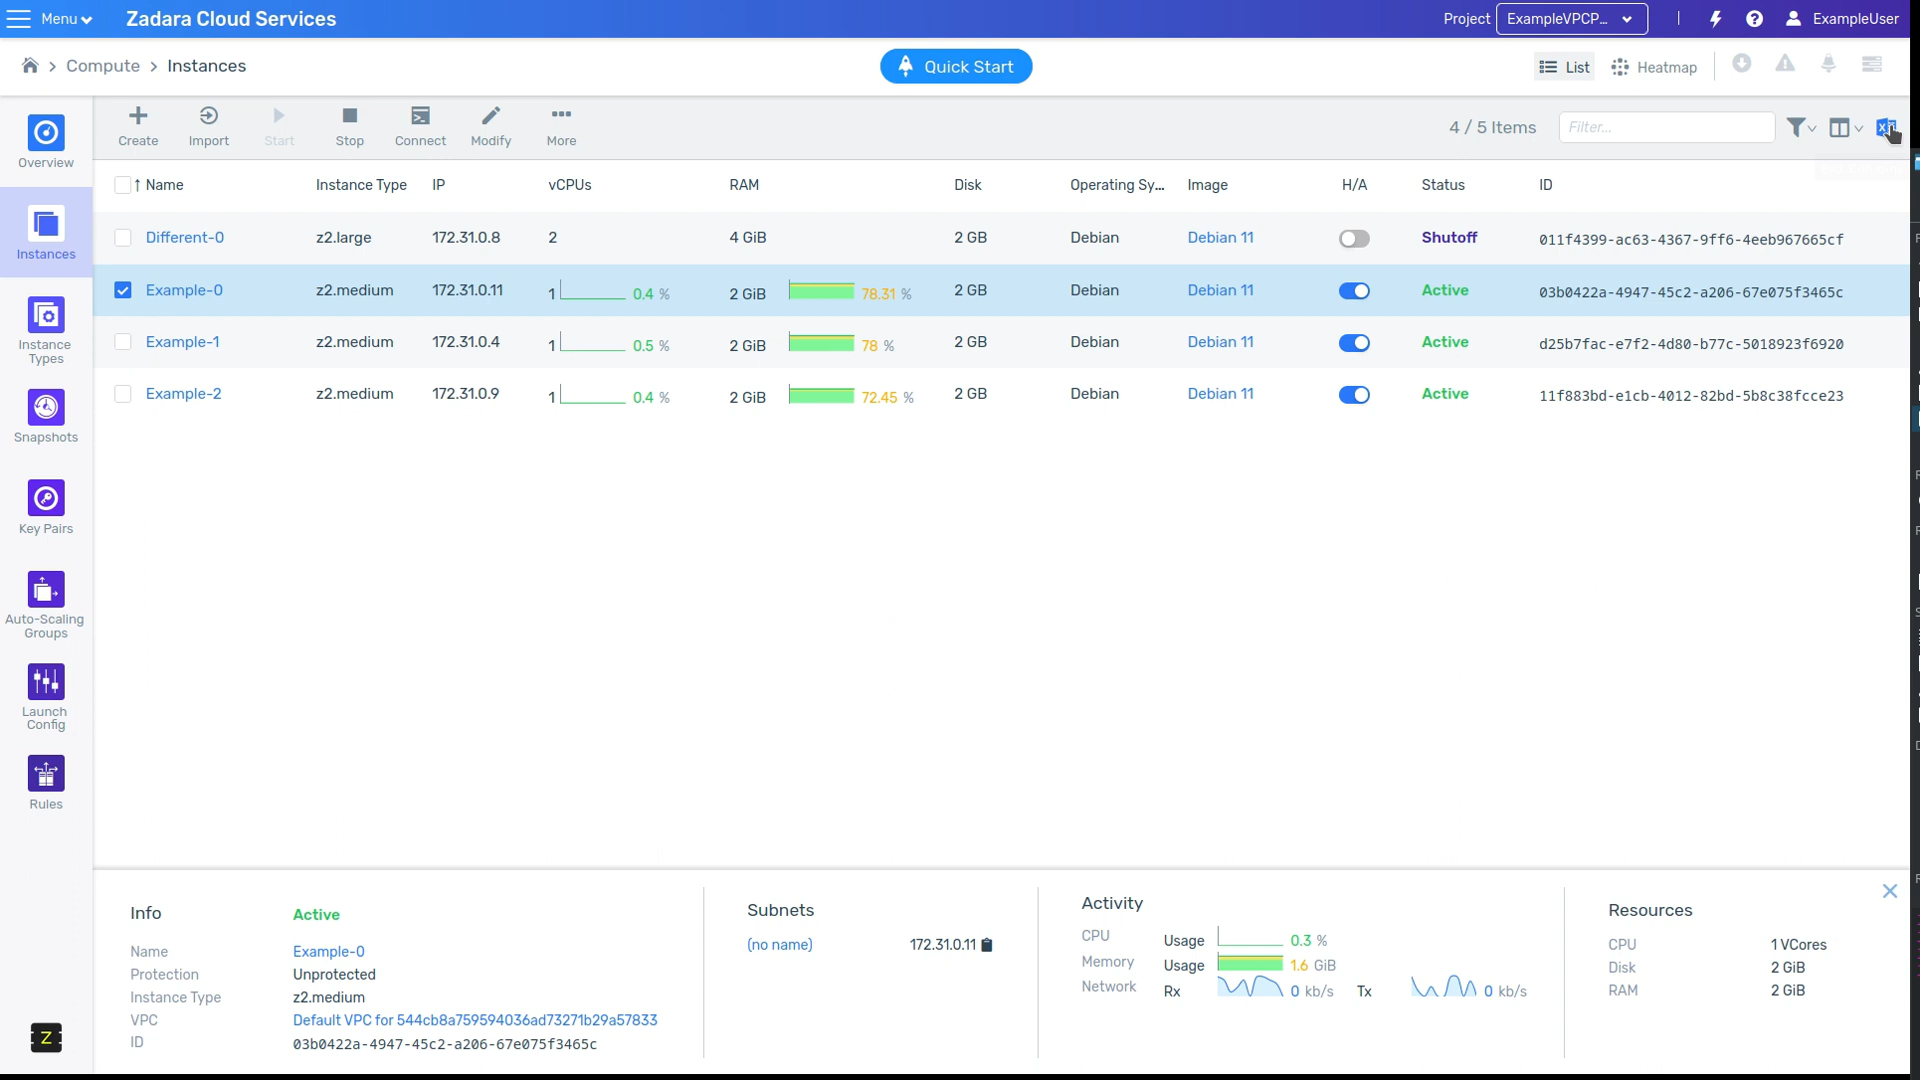 Menu Zadara Cloud Services Project ExampleVPCP... ExampleUser
Compute > Instances Quick Start List Heatmap
Create Import Start Stop Connect Modify More 4 / 5 Items Filter...
Overview
Instances
Instance Types
Snapshots
Key Pairs
Auto-Scaling Groups
Launch Config
Rules
Z
↑ Name Instance Type IP vCPUs RAM Disk Operating Sy... Image H/A Status ID
Different-0 z2.large 172.31.0.8 2 4 GiB 2 GB Debian Debian 11 Shutoff 011f4399-ac63-4367-9ff6-4eeb967665cf
Example-0 z2.medium 172.31.0.11 1 0.4 % 2 GiB 78.31 % 2 GB Debian Debian 11 Active 03b0422a-4947-45c2-a206-67e075f3465c
Example-1 z2.medium 172.31.0.4 1 0.5 % 2 GiB 78 % 2 GB Debian Debian 11 Active d25b7fac-e7f2-4d80-b77c-5018923f6920
Example-2 z2.medium 172.31.0.9 1 0.4 % 2 GiB 72.45 % 2 GB Debian Debian 11 Active 11f883bd-e1cb-4012-82bd-5b8c38fcce23
Info Active
Name Example-0
Protection Unprotected
Instance Type z2.medium
VPC Default VPC for 544cb8a759594036ad73271b29a57833
ID 03b0422a-4947-45c2-a206-67e075f3465c
Subnets
(no name) 172.31.0.11
Activity
CPU Usage 0.3 %
Memory Usage 1.6 GiB
Network Rx 0 kb/s Tx 0 kb/s
Resources
CPU 1 VCores
Disk 2 GiB
RAM 2 GiB